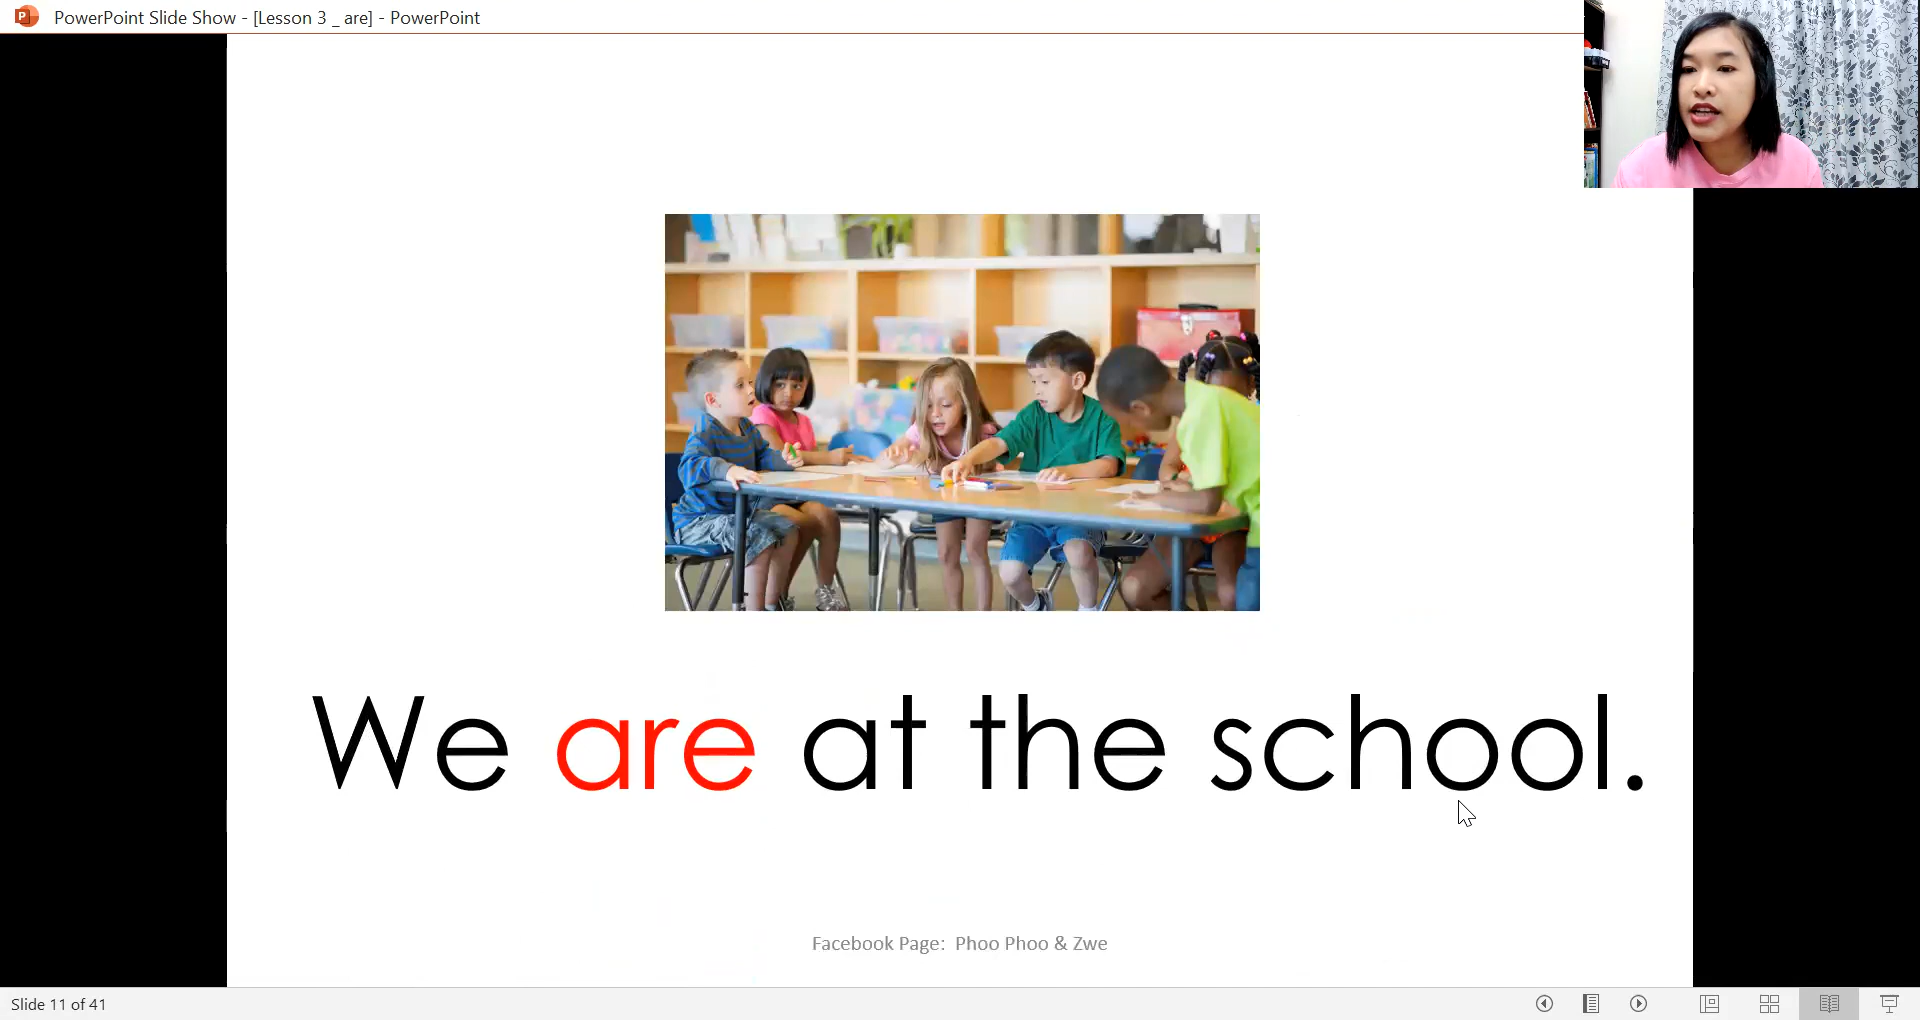 PowerPoint Slide Show - [Lesson 3 _ are] - PowerPoint
We are at the school.
Facebook Page:  Phoo Phoo & Zwe
Slide 11 of 41